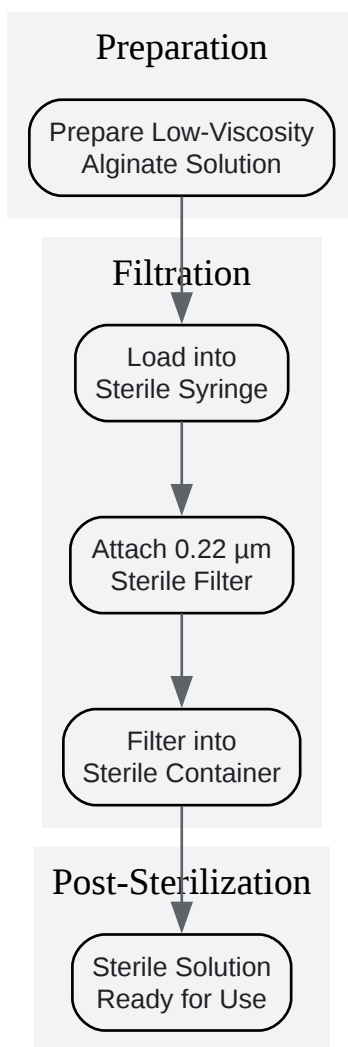 Preparation
Prepare Low-Viscosity
Alginate Solution
Filtration
Load into
Sterile Syringe
Attach 0.22 µm
Sterile Filter
Filter into
Sterile Container
Post-Sterilization
Sterile Solution
Ready for Use